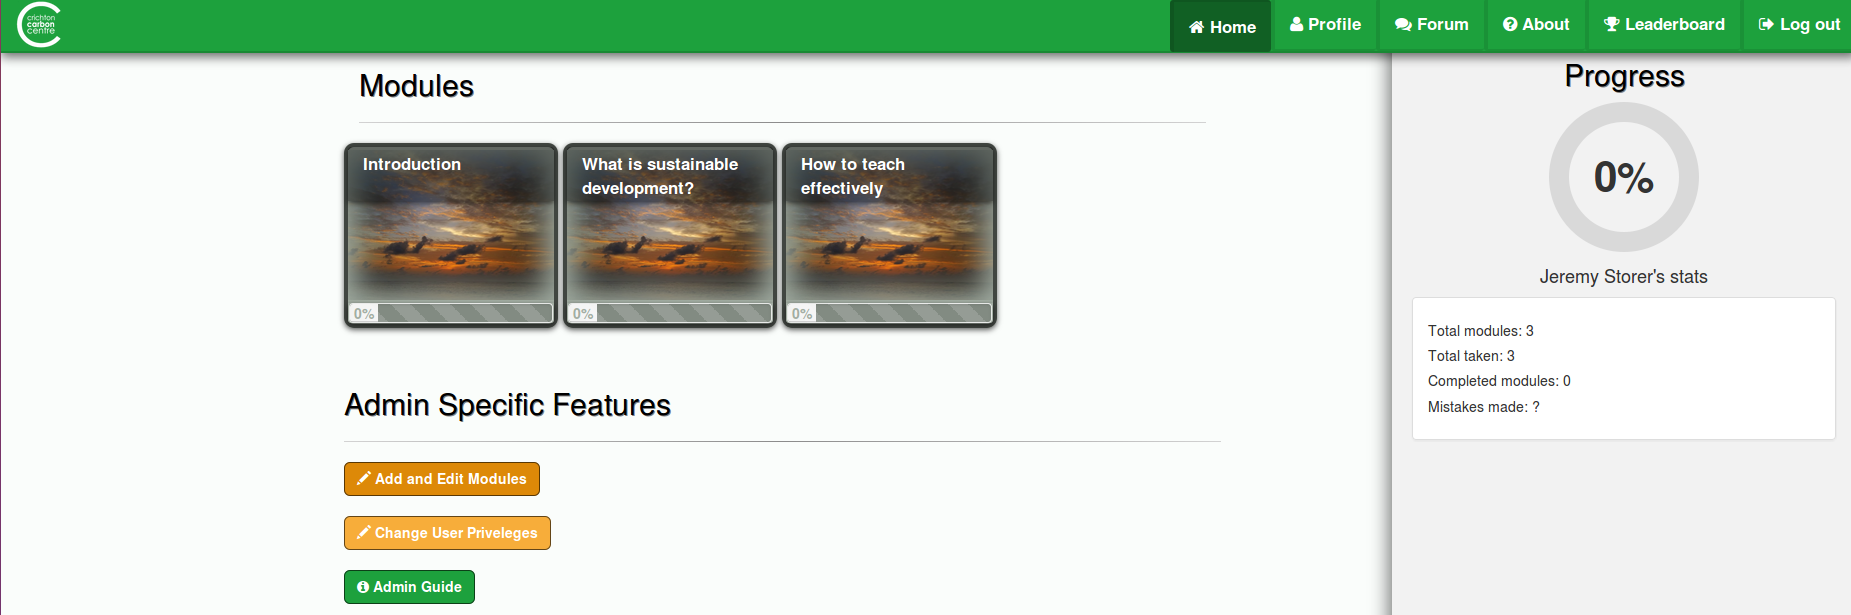 crichton
carbon
centre
Home
Profile
Forum
About
Leaderboard
Log out
Modules
Introduction
What is sustainable
development?
How to teach
effectively
0%
0%
0%
Admin Specific Features
Add and Edit Modules
Change User Priveleges
Admin Guide
Progress
0%
Jeremy Storer's stats
Total modules: 3
Total taken: 3
Completed modules: 0
Mistakes made: ?